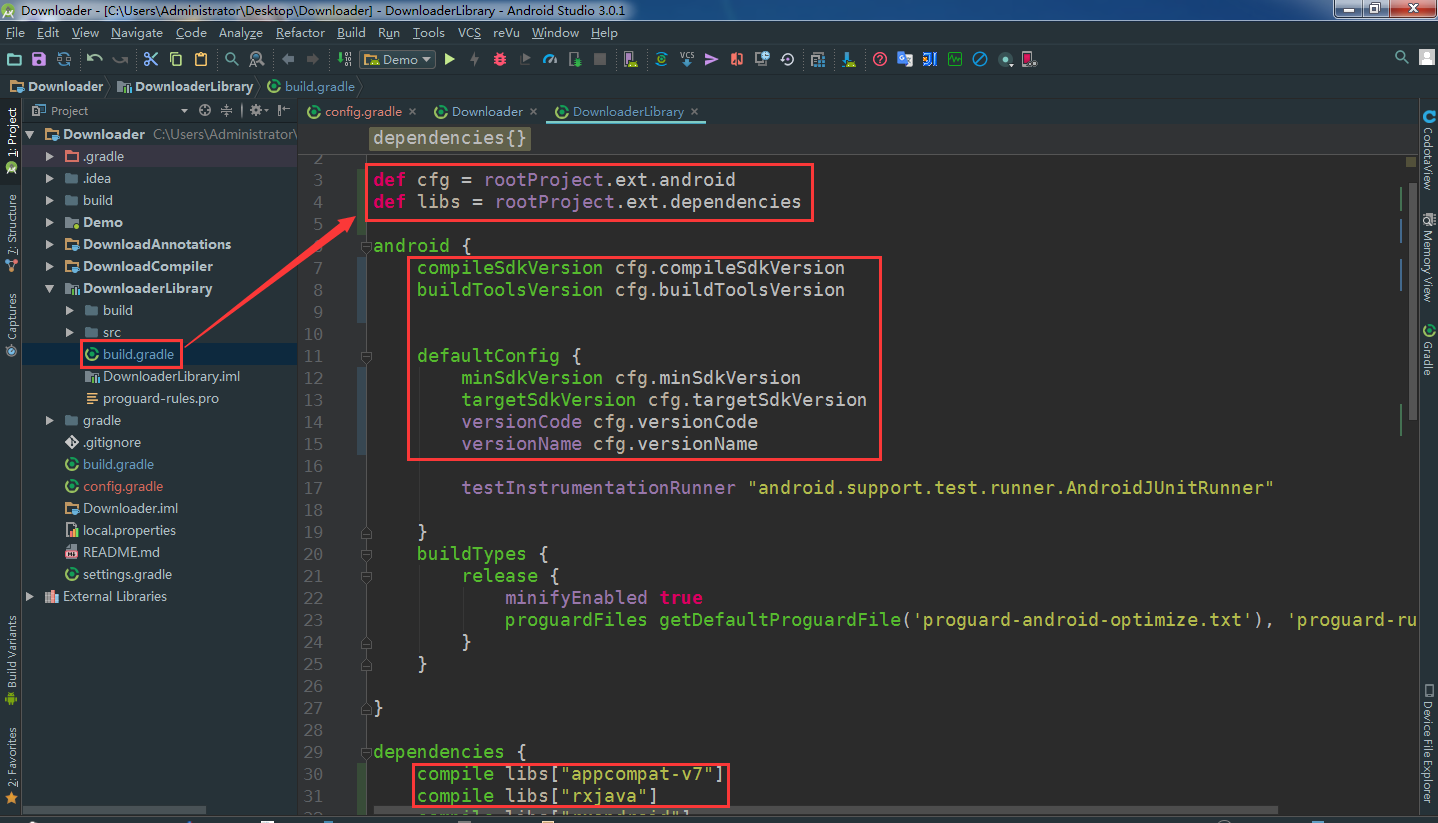 Downloader - [C:\Users\Administrator\Desktop\Downloader] - DownloaderLibrary - Android Studio 3.0.1
File Edit View Navigate Code Analyze Refactor Build Run Tools VCS reVu Window Help
Demo
Downloader DownloaderLibrary build.gradle
Project
config.gradle Downloader DownloaderLibrary
1: Project
7: Structure
Captures
Build Variants
2: Favorites
Downloader C:\Users\Administrator\
.gradle
.idea
build
Demo
DownloadAnnotations
DownloadCompiler
DownloaderLibrary
build
src
build.gradle
DownloaderLibrary.iml
proguard-rules.pro
gradle
.gitignore
build.gradle
config.gradle
Downloader.iml
local.properties
README.md
settings.gradle
External Libraries
dependencies{}
2
3 def cfg = rootProject.ext.android
4 def libs = rootProject.ext.dependencies
5
android {
7 compileSdkVersion cfg.compileSdkVersion
8 buildToolsVersion cfg.buildToolsVersion
9
10
11 defaultConfig {
12 minSdkVersion cfg.minSdkVersion
13 targetSdkVersion cfg.targetSdkVersion
14 versionCode cfg.versionCode
15 versionName cfg.versionName
16
17 testInstrumentationRunner "android.support.test.runner.AndroidJUnitRunner"
18
19 }
20 buildTypes {
21 release {
22 minifyEnabled true
23 proguardFiles getDefaultProguardFile('proguard-android-optimize.txt'), 'proguard-ru
24 }
25 }
26
27 }
28
29 dependencies {
30 compile libs["appcompat-v7"]
31 compile libs["rxjava"]
CodotaView
Memory View
Gradle
Device File Explorer